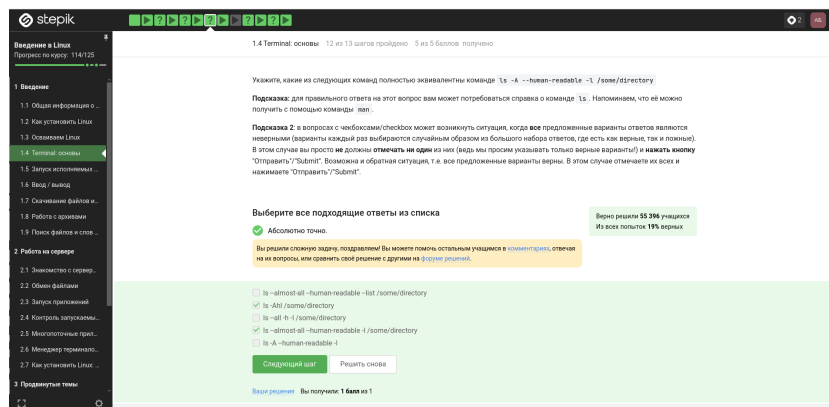 stepik
2
АБ
Введение в Linux
Прогресс по курсу: 114/125
1 Введение
1.1 Общая информация о ...
1.2 Как установить Linux
1.3 Осваиваем Linux
1.4 Terminal: основы
1.5 Запуск исполняемых ...
1.6 Ввод / вывод
1.7 Скачивание файлов и...
1.8 Работа с архивами
1.9 Поиск файлов и слов ...
2 Работа на сервере
2.1 Знакомство с сервер...
2.2 Обмен файлами
2.3 Запуск приложений
2.4 Контроль запускаемы...
2.5 Многопоточные прил...
2.6 Менеджер терминало...
2.7 Как установить Linux: ...
3 Продвинутые темы
1.4 Terminal: основы 12 из 13 шагов пройдено 5 из 5 баллов получено
Укажите, какие из следующих команд полностью эквивалентны команде ls -A --human-readable -l /some/directory
Подсказка: для правильного ответа на этот вопрос вам может потребоваться справка о команде ls . Напоминаем, что её можно
получить с помощью команды man .
Подсказка 2: в вопросах с чекбоксами/checkbox может возникнуть ситуация, когда все предложенные варианты ответов являются
неверными (варианты каждый раз выбираются случайным образом из большого набора ответов, где есть как верные, так и ложные).
В этом случае вы просто не должны отмечать ни один из них (ведь мы просим указывать только верные варианты!) и нажать кнопку
"Отправить"/"Submit". Возможна и обратная ситуация, т.е. все предложенные варианты верны. В этом случае отмечаете их всех и
нажимаете "Отправить"/"Submit".
Выберите все подходящие ответы из списка
Верно решили 55 396 учащихся
Из всех попыток 19% верных
Абсолютно точно.
Вы решили сложную задачу, поздравляем! Вы можете помочь остальным учащимся в комментариях, отвечая
на их вопросы, или сравнить своё решение с другими на форуме решений.
ls –almost-all –human-readable –list /some/directory
ls -Ahl /some/directory
ls –all -h -l /some/directory
ls –almost-all –human-readable -l /some/directory
ls -A –human-readable -l
Следующий шаг
Решить снова
Ваши решения Вы получили: 1 балл из 1